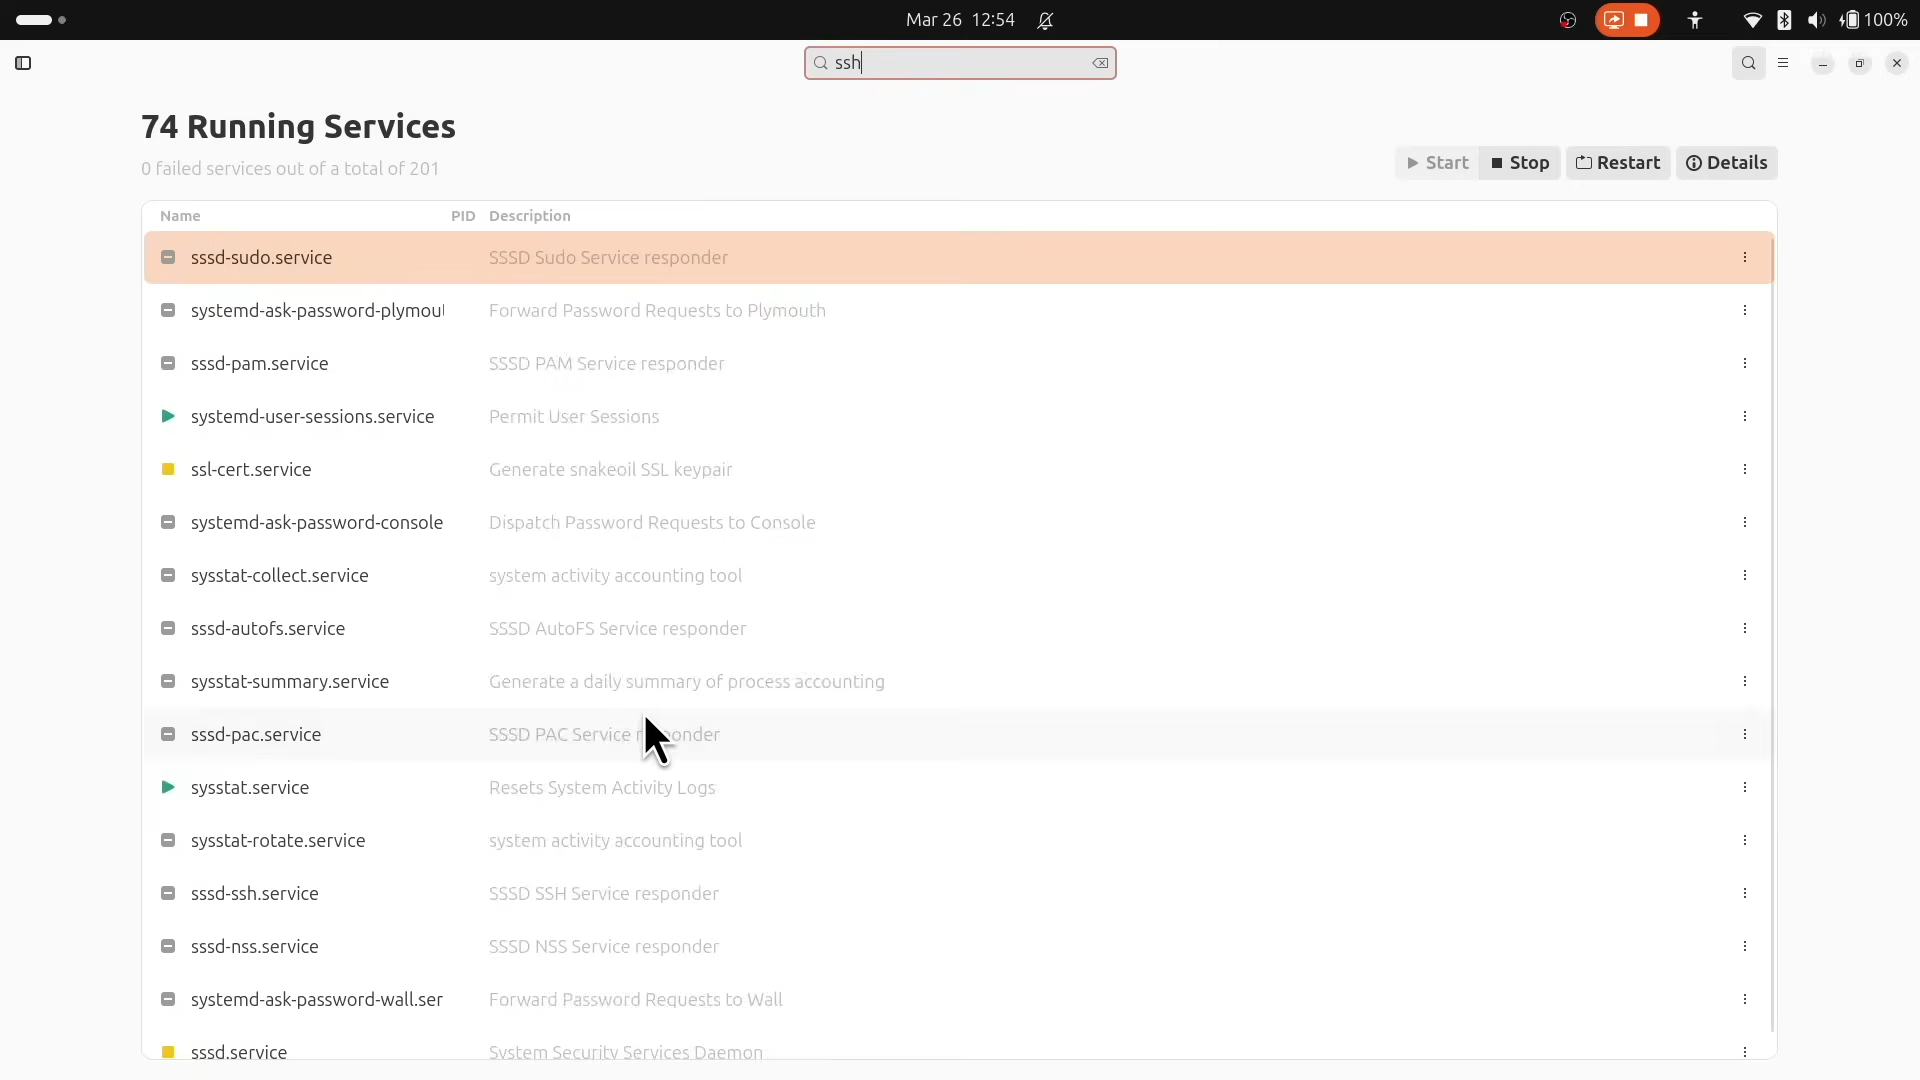 Mar 26 12:54
100%
ssh
74 Running Services
0 failed services out of a total of 201
Start Stop Restart Details
Name PID Description
sssd-sudo.service SSSD Sudo Service responder
systemd-ask-password-plymout Forward Password Requests to Plymouth
sssd-pam.service SSSD PAM Service responder
systemd-user-sessions.service Permit User Sessions
ssl-cert.service Generate snakeoil SSL keypair
systemd-ask-password-console Dispatch Password Requests to Console
sysstat-collect.service system activity accounting tool
sssd-autofs.service SSSD AutoFS Service responder
sysstat-summary.service Generate a daily summary of process accounting
sssd-pac.service SSSD PAC Service
sysstat.service Resets System Activity Logs
sysstat-rotate.service system activity accounting tool
sssd-ssh.service SSSD SSH Service responder
sssd-nss.service SSSD NSS Service responder
systemd-ask-password-wall.ser Forward Password Requests to Wall
sssd.service System Security Services Daemon